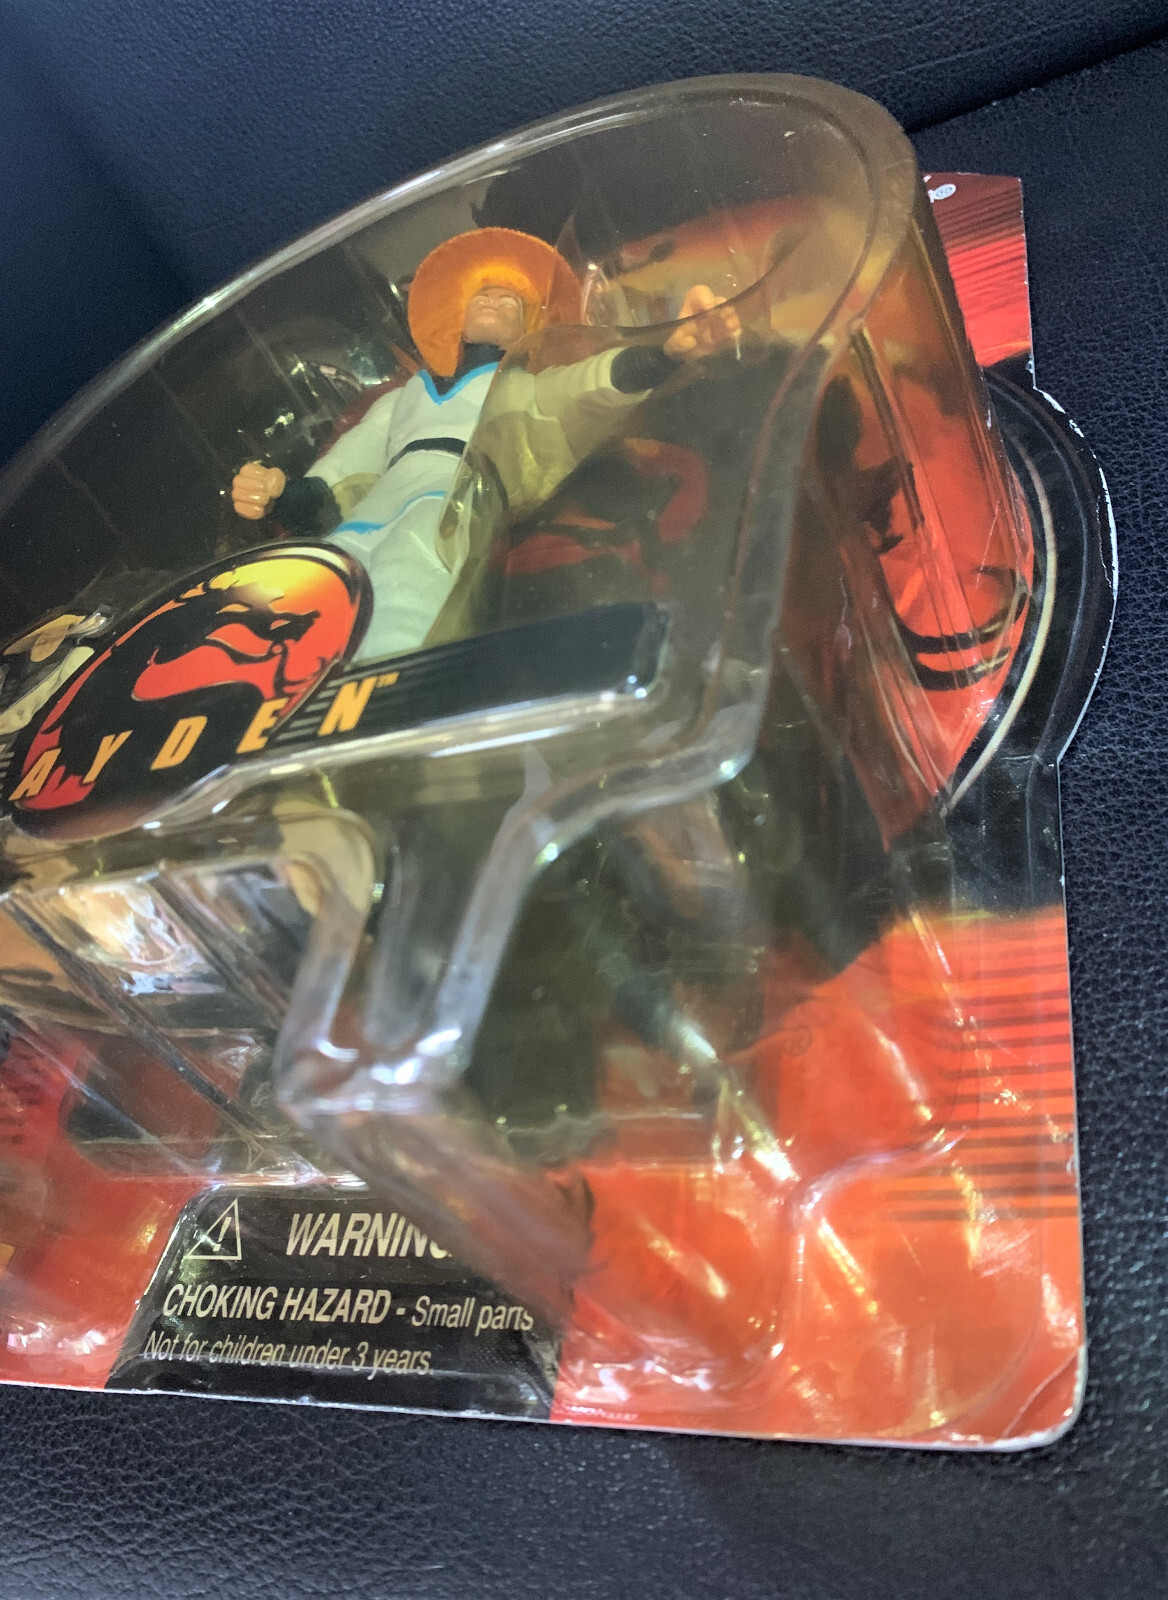 AYDEN™
®
WARNING
CHOKING HAZARD - Small parts
Not for children under 3 years.